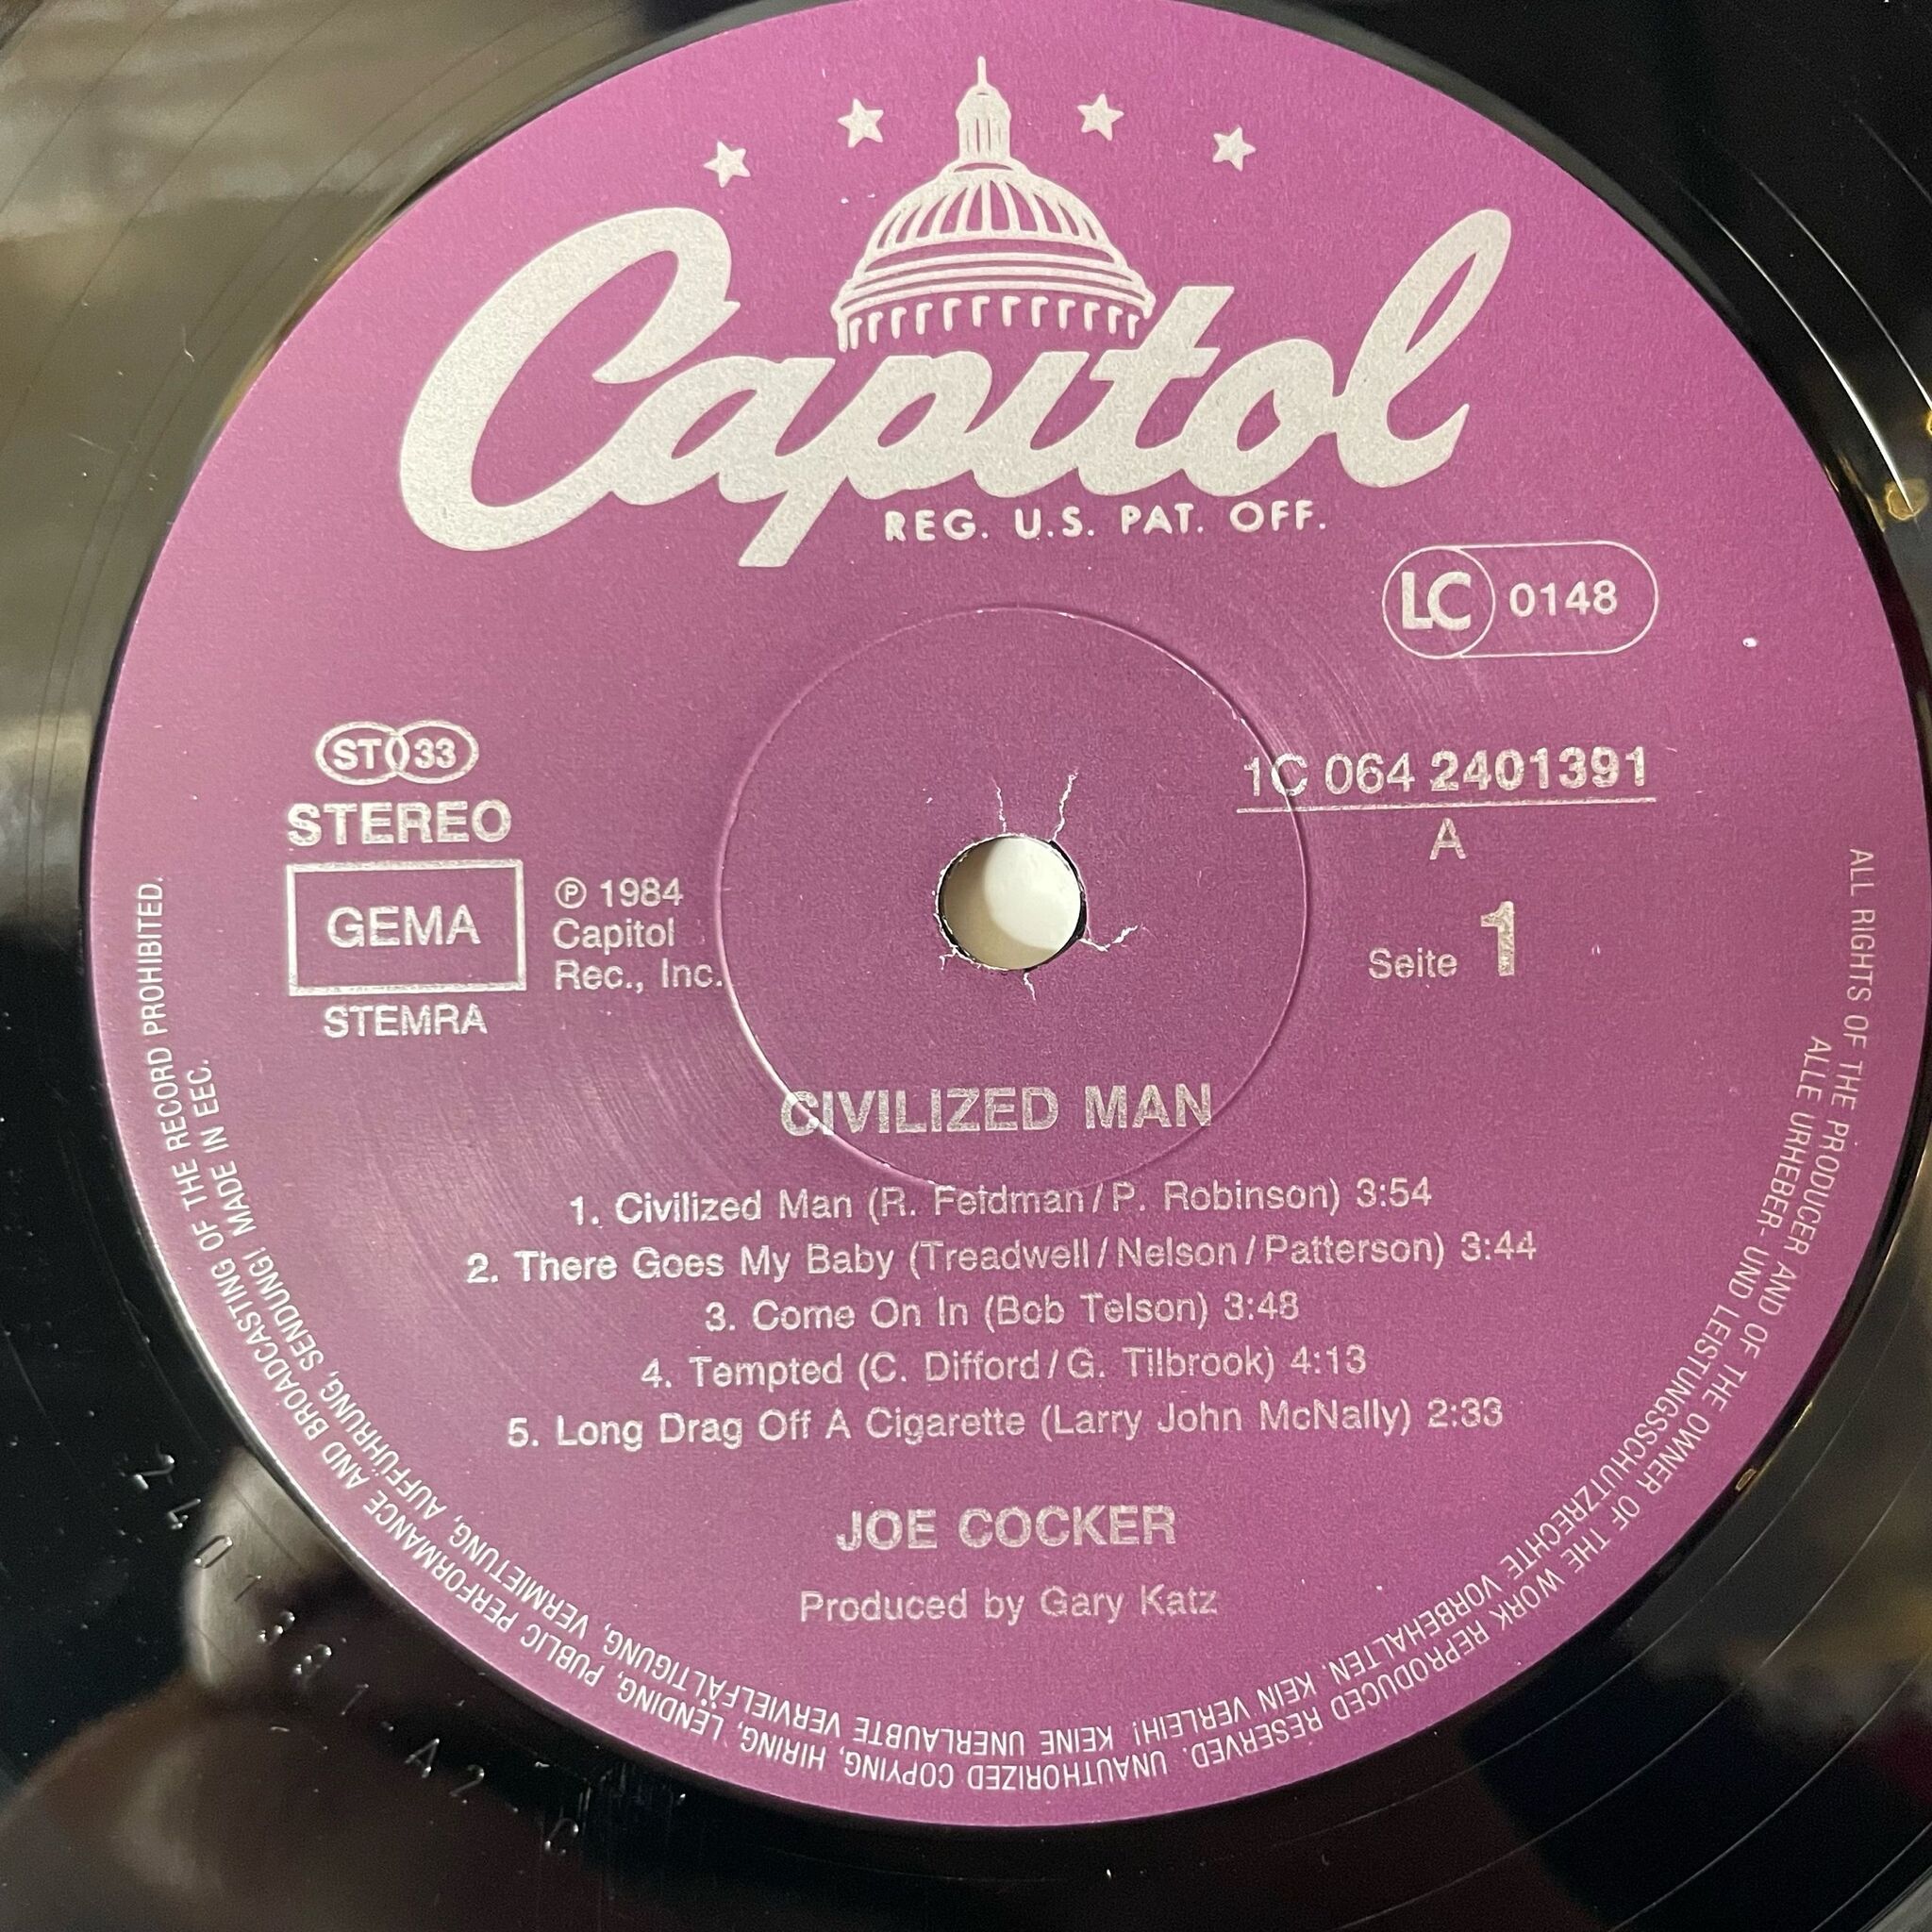 Capitol
REG. U.S. PAT. OFF.
LC 0148
ST 33
STEREO
GEMA
STEMRA
℗ 1984
Capitol
Rec., Inc.
1C 064 2401391
A
Seite 1
CIVILIZED MAN
1. Civilized Man (R. Feldman/P. Robinson) 3:54
2. There Goes My Baby (Treadwell/Nelson/Patterson) 3:44
3. Come On In (Bob Telson) 3:48
4. Tempted (C. Difford/G. Tilbrook) 4:13
5. Long Drag Off A Cigarette (Larry John McNally) 2:33
JOE COCKER
Produced by Gary Katz
ALL RIGHTS OF THE PRODUCER AND OF THE OWNER OF THE WORK REPRODUCED RESERVED. UNAUTHORIZED COPYING, HIRING, LENDING, PUBLIC PERFORMANCE AND BROADCASTING OF THE RECORD PROHIBITED.
ALLE URHEBER- UND LEISTUNGSSCHUTZRECHTE VORBEHALTEN. KEIN VERLEIH! KEINE UNERLAUBTE VERVIELFÄLTIGUNG, VERMIETUNG, AUFFÜHRUNG, SENDUNG! MADE IN EEC.